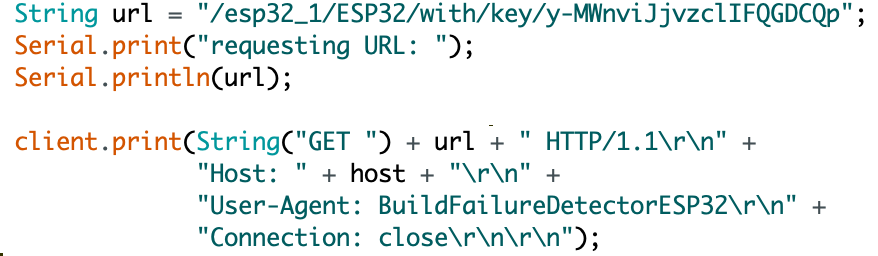 String url = "/esp32_1/ESP32/with/key/y-MWnviJjvzclIFQGDCQp";
Serial.print("requesting URL: ");
Serial.println(url);
client.print(String("GET ") + url + " HTTP/1.1\r\n" +
"Host: " + host + "\r\n" +
"User-Agent: BuildFailureDetectorESP32\r\n" +
"Connection: close\r\n\r\n");